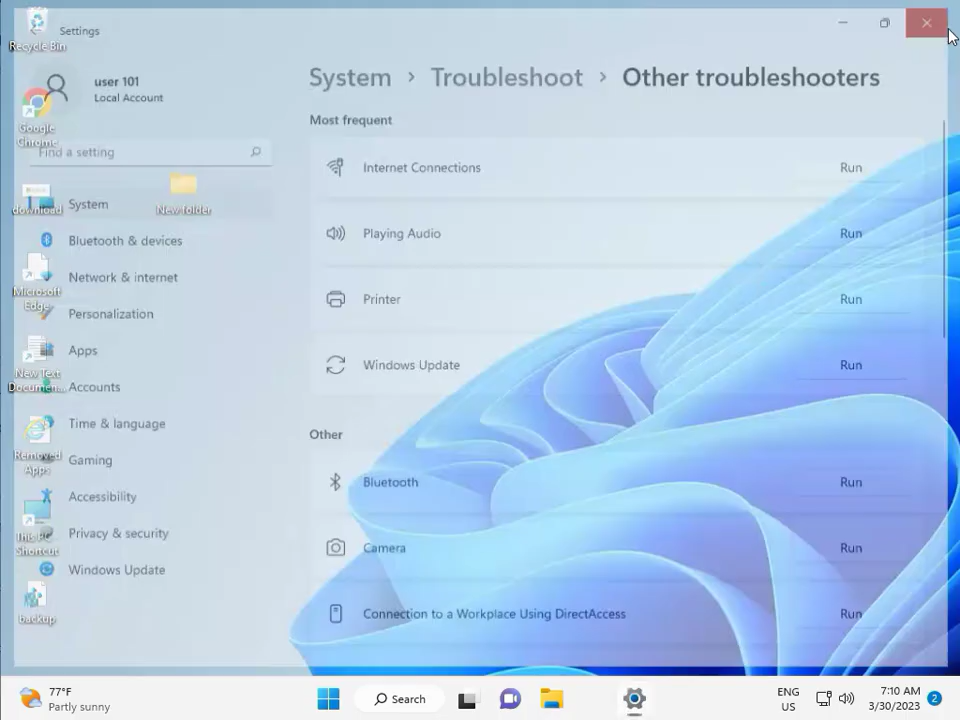 Recycle Bin
Settings
user 101
Local Account
Google
Chrome
Find a setting
download
New folder
System
Bluetooth & devices
Network & internet
Microsoft
Edge
Personalization
Apps
New Text
Documen...
Accounts
Time & language
Removed
Apps
Gaming
Accessibility
This PC -
Shortcut
Privacy & security
Windows Update
backup
System > Troubleshoot > Other troubleshooters
Most frequent
Internet Connections Run
Playing Audio Run
Printer Run
Windows Update Run
Other
Bluetooth Run
Camera Run
Connection to a Workplace Using DirectAccess Run
77°F
Partly sunny
Search
ENG
US
7:10 AM
3/30/2023
2